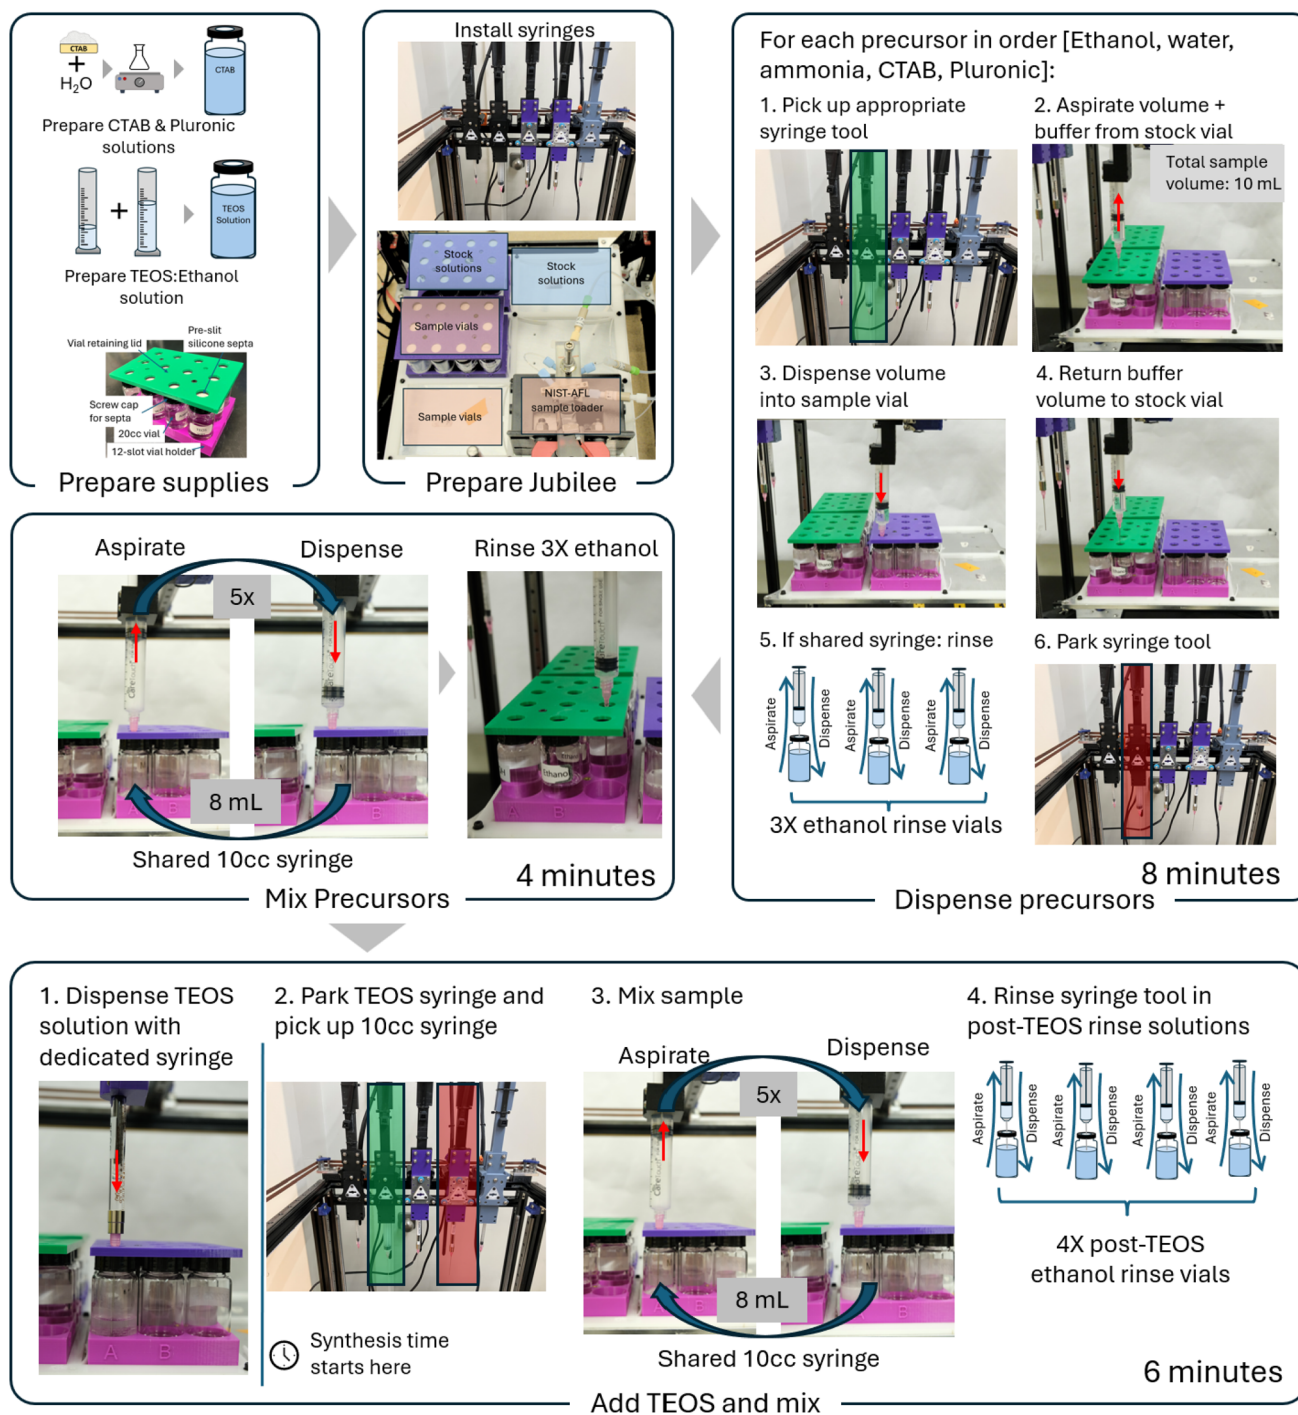 CTAB
+
H₂O
CTAB
Prepare CTAB & Pluronic
solutions
+
TEOS
Solution
Prepare TEOS:Ethanol
solution
Vial retaining lid
Pre-slit
silicone septa
Screw cap
for septa
20cc vial
12-slot vial holder
Prepare supplies
Install syringes
Stock
solutions
Stock
solutions
Sample vials
Sample vials
NIST-AFL
sample loader
Prepare Jubilee
For each precursor in order [Ethanol, water,
ammonia, CTAB, Pluronic]:
1. Pick up appropriate
syringe tool
2. Aspirate volume +
buffer from stock vial
Total sample
volume: 10 mL
3. Dispense volume
into sample vial
4. Return buffer
volume to stock vial
5. If shared syringe: rinse
Aspirate
Dispense
Aspirate
Dispense
Aspirate
Dispense
3X ethanol rinse vials
6. Park syringe tool
8 minutes
Dispense precursors
Aspirate
Dispense
5x
8 mL
A
B
B
Shared 10cc syringe
Rinse 3X ethanol
Ethanol
A
B
4 minutes
Mix Precursors
1. Dispense TEOS
solution with
dedicated syringe
A
B
2. Park TEOS syringe and
pick up 10cc syringe
Synthesis time
starts here
3. Mix sample
Aspirate
Dispense
5x
8 mL
A
B
B
Shared 10cc syringe
4. Rinse syringe tool in
post-TEOS rinse solutions
Aspirate
Dispense
Aspirate
Dispense
Aspirate
Dispense
Aspirate
Dispense
4X post-TEOS
ethanol rinse vials
6 minutes
Add TEOS and mix